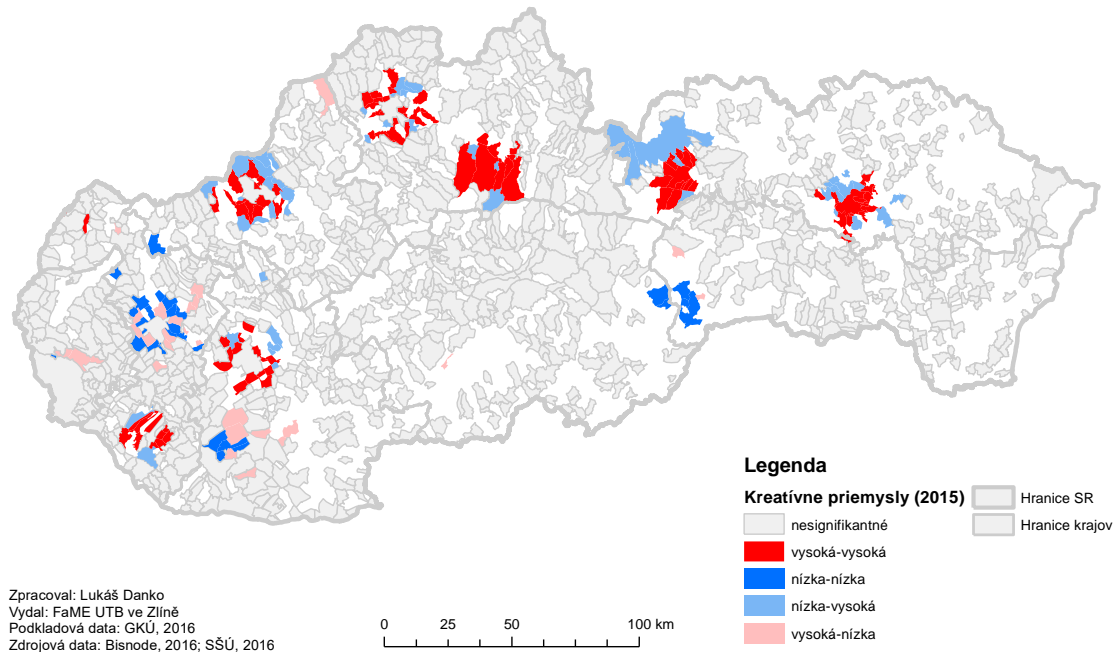 Legenda
Kreatívne priemysly (2015)
nesignifikantné
vysoká-vysoká
nízka-nízka
nízka-vysoká
vysoká-nízka
Hranice SR
Hranice krajov
Zpracoval: Lukáš Danko
Vydal: FaME UTB ve Zlíně
Podkladová data: GKÚ, 2016
Zdrojová data: Bisnode, 2016; SŠÚ, 2016
0 25 50 100 km